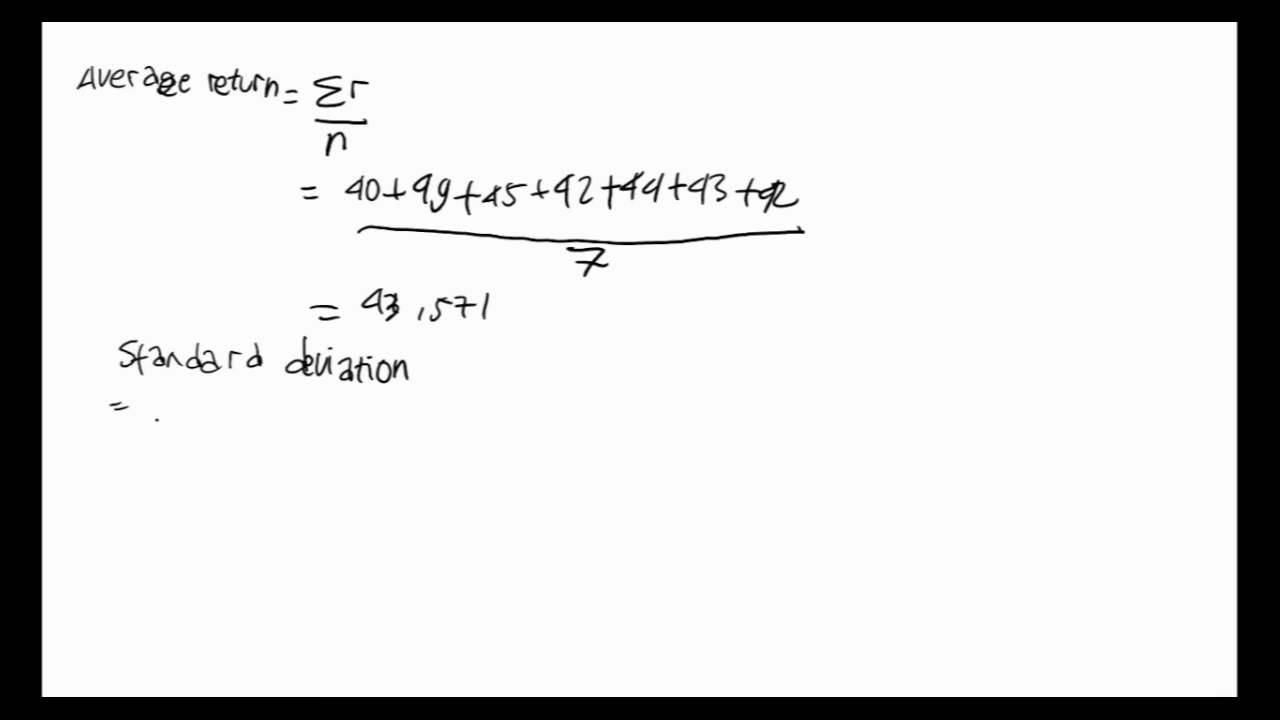 Average return = Σr
n
= 40+49+45+42+44+43+42
7
= 43,571
Standard deviation
= .